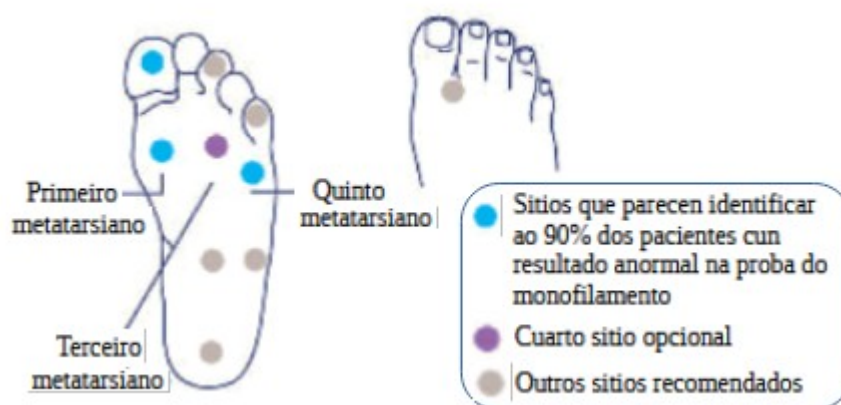 Primeiro
metatarsiano
Quinto
metatarsiano
Terceiro
metatarsiano
Sitios que parecen identificar
ao 90% dos pacientes cun
resultado anormal na proba do
monofilamento
Cuarto sitio opcional
Outros sitios recomendados